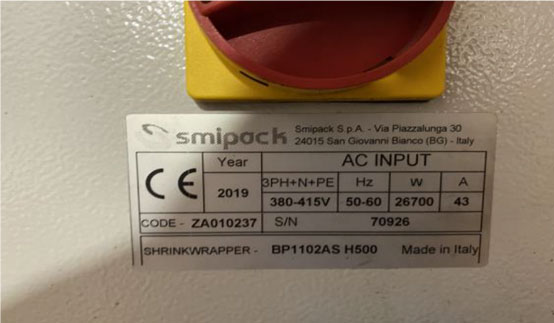 smipack Smipack S.p.A. - Via Piazzalunga 30
24015 San Giovanni Bianco (BG) - Italy
CE Year AC INPUT
2019 3PH+N+PE Hz W A
380-415V 50-60 26700 43
CODE - ZA010237 S/N 70926
SHRINKWRAPPER - BP1102AS H500 Made in Italy